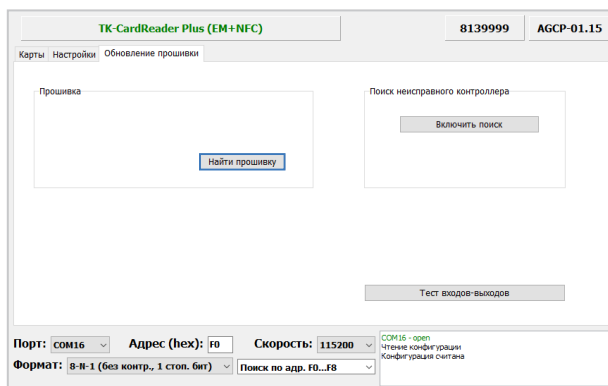 TK-CardReader Plus (EM+NFC) 8139999 AGCP-01.15
Карты Настройки Обновление прошивки
Прошивка Поиск неисправного контроллера
Включить поиск
Найти прошивку
Тест входов-выходов
Порт: COM16 Адрес (hex): F0 Скорость: 115200
Формат: 8-N-1 (без контр., 1 стоп. бит) Поиск по адр. F0...F8
COM16 - open
Чтение конфигурации
Конфигурация считана